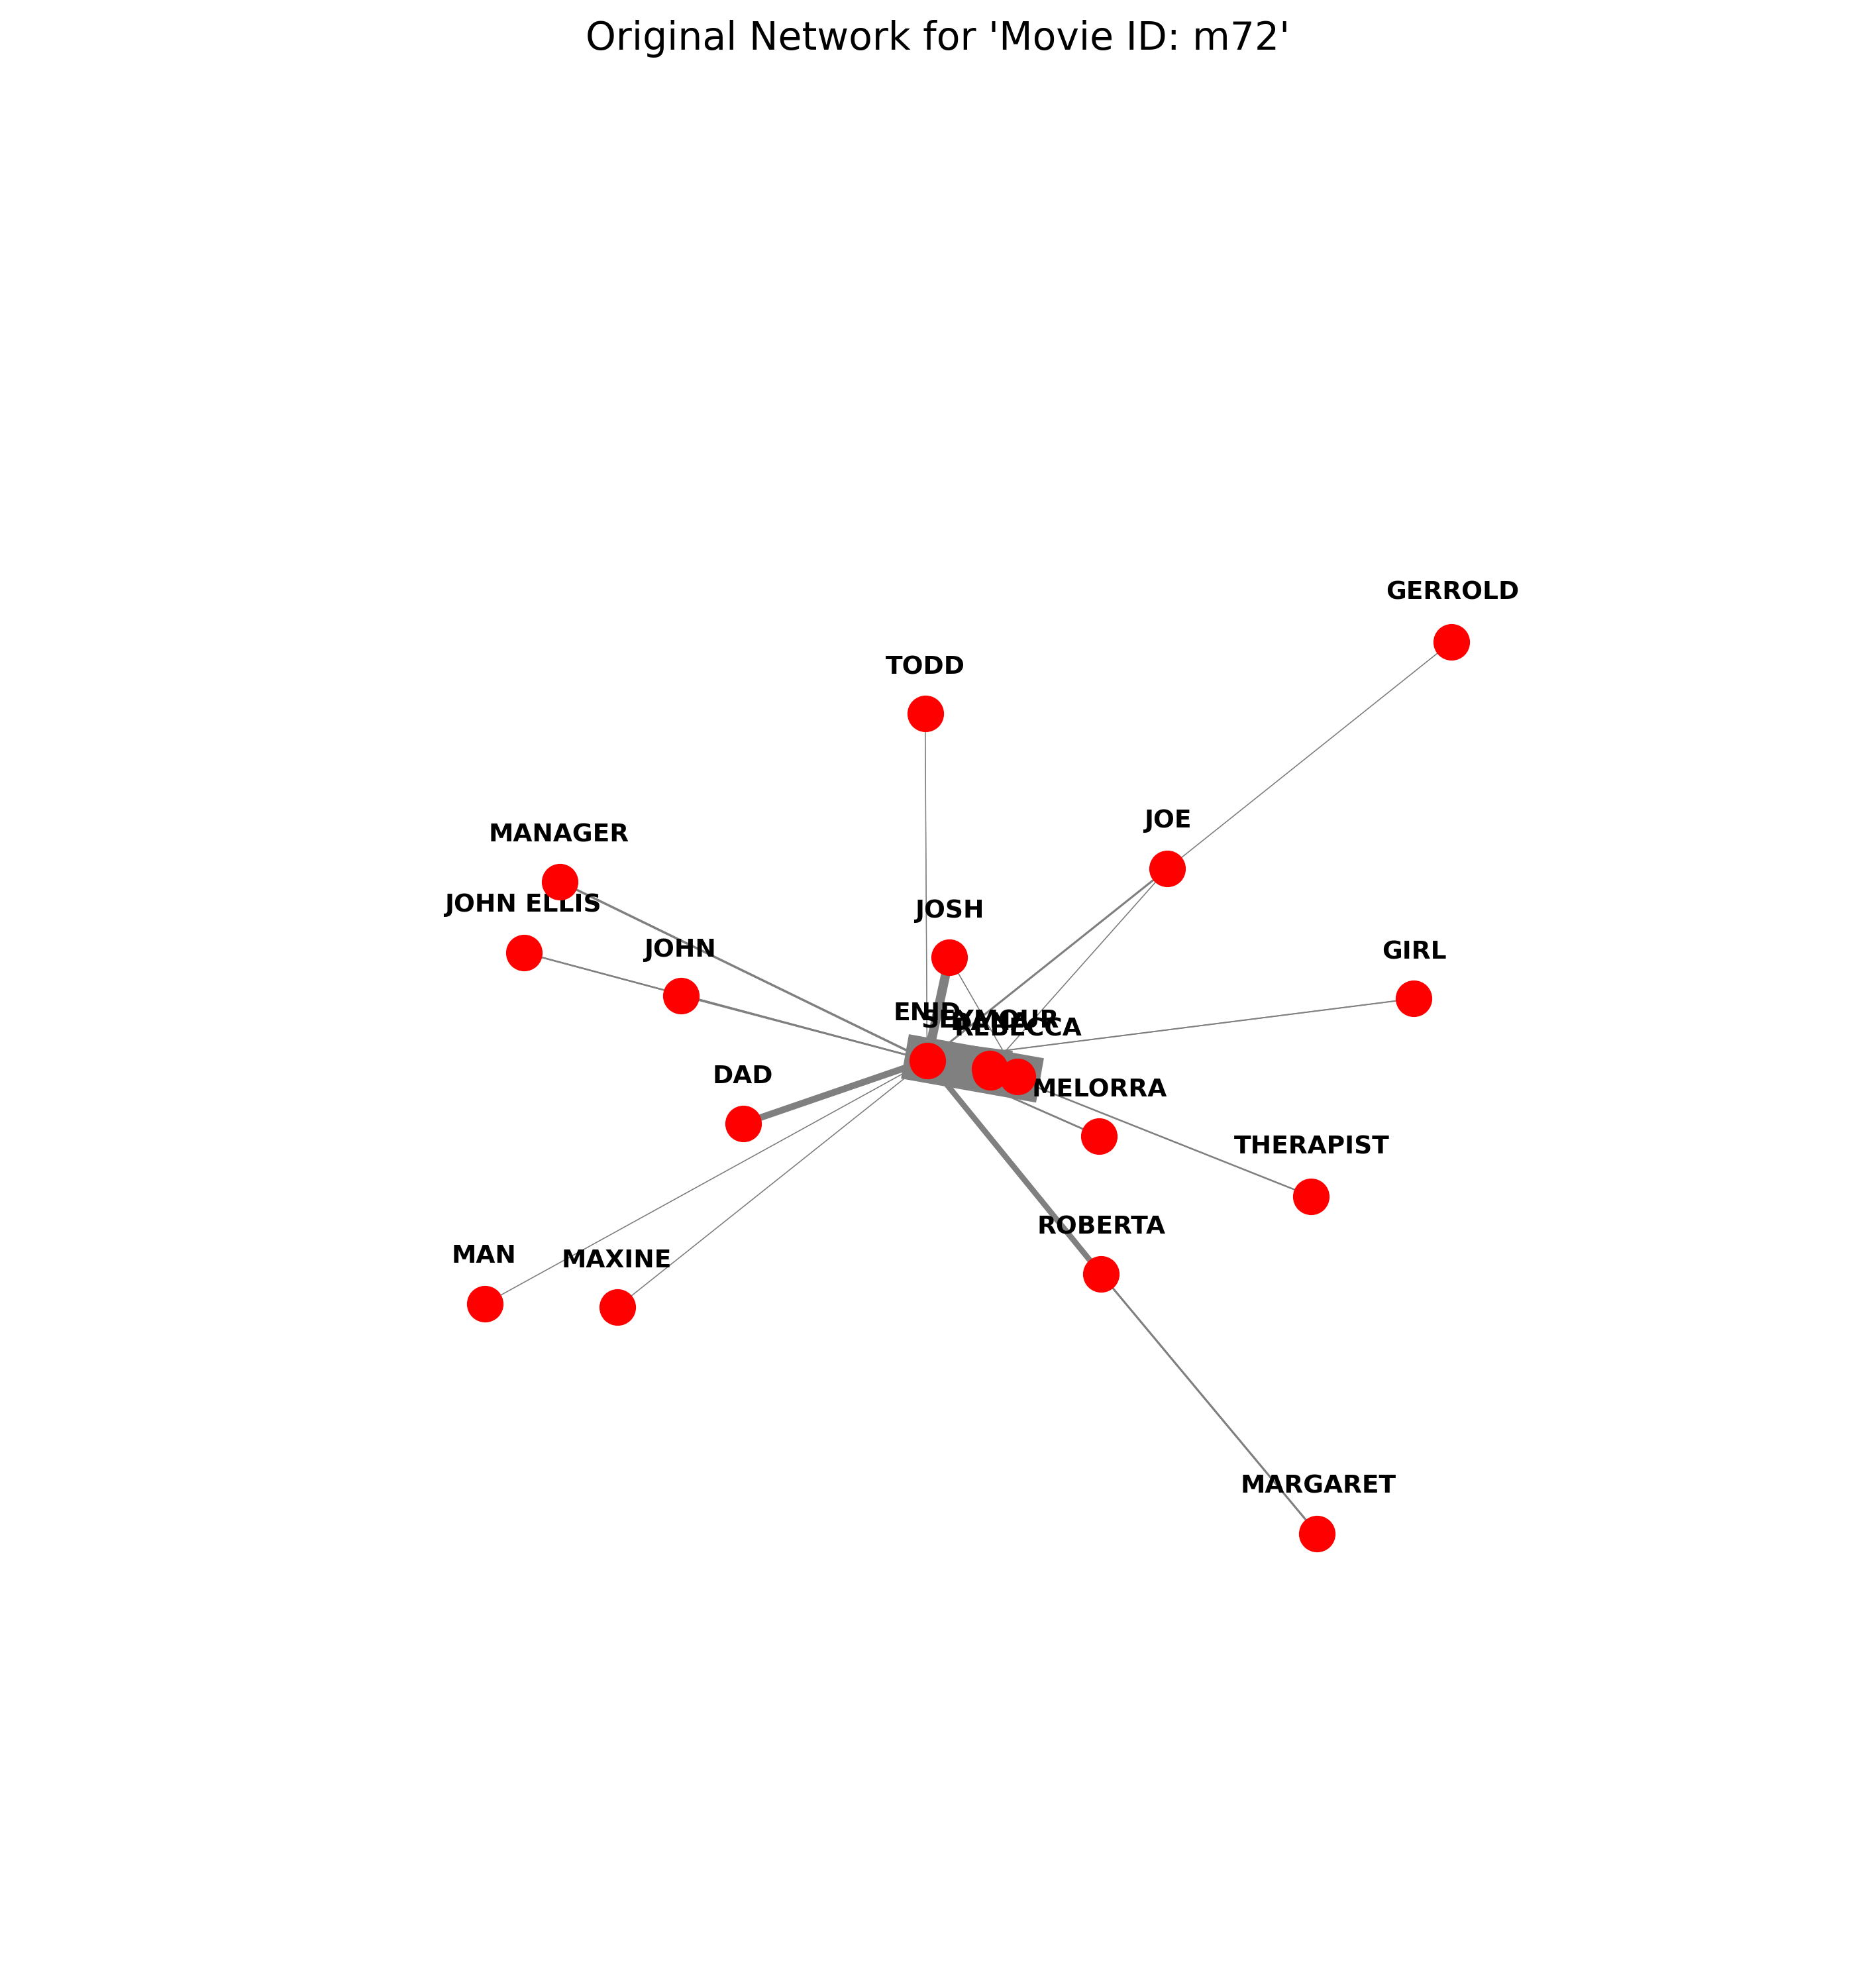 Original Network for 'Movie ID: m72'
GERROLD
TODD
JOE
MANAGER
JOHN ELLIS
JOSH
JOHN
GIRL
ENID
SEYMOUR
REBECCA
DAD
MELORRA
THERAPIST
ROBERTA
MAN
MAXINE
MARGARET